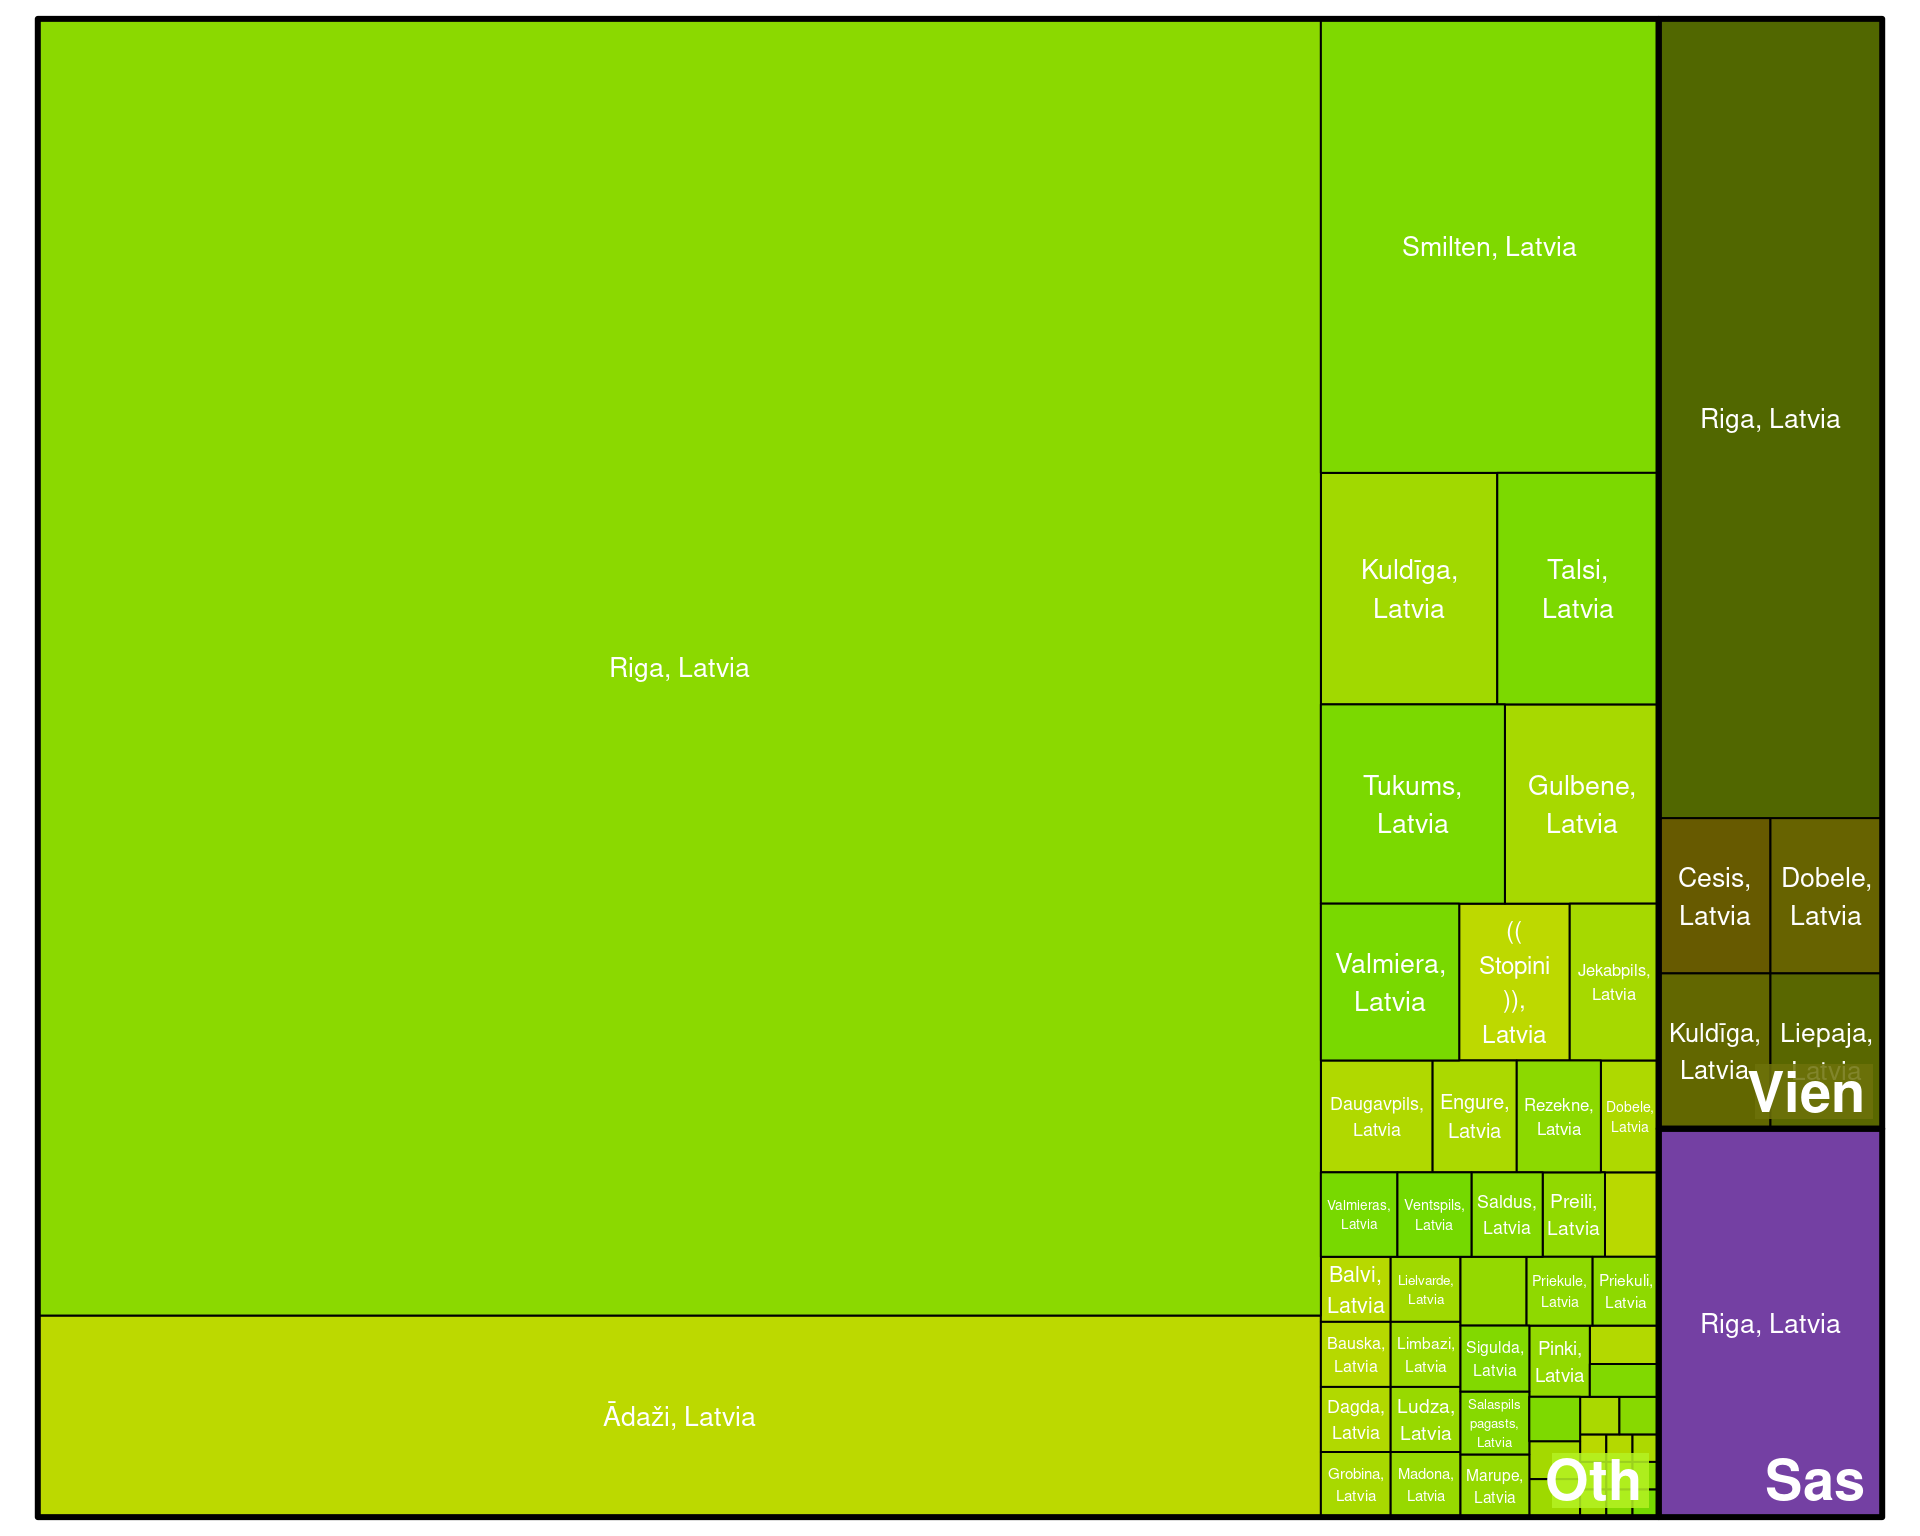 Riga, Latvia
Ādaži, Latvia
Smilten, Latvia
Kuldīga,
Latvia
Talsi,
Latvia
Tukums,
Latvia
Gulbene,
Latvia
Valmiera,
Latvia
((
Stopini
)),
Latvia
Jekabpils,
Latvia
Daugavpils,
Latvia
Engure,
Latvia
Rezekne,
Latvia
Dobele,
Latvia
Valmieras,
Latvia
Ventspils,
Latvia
Saldus,
Latvia
Preili,
Latvia
Balvi,
Latvia
Lielvarde,
Latvia
Priekule,
Latvia
Priekuli,
Latvia
Bauska,
Latvia
Limbazi,
Latvia
Sigulda,
Latvia
Pinki,
Latvia
Dagda,
Latvia
Ludza,
Latvia
Salaspils
pagasts,
Latvia
Grobina,
Latvia
Madona,
Latvia
Marupe,
Latvia
Oth
Riga, Latvia
Cesis,
Latvia
Dobele,
Latvia
Kuldīga,
Latvia
Liepaja,
Latvia
Vien
Riga, Latvia
Sas